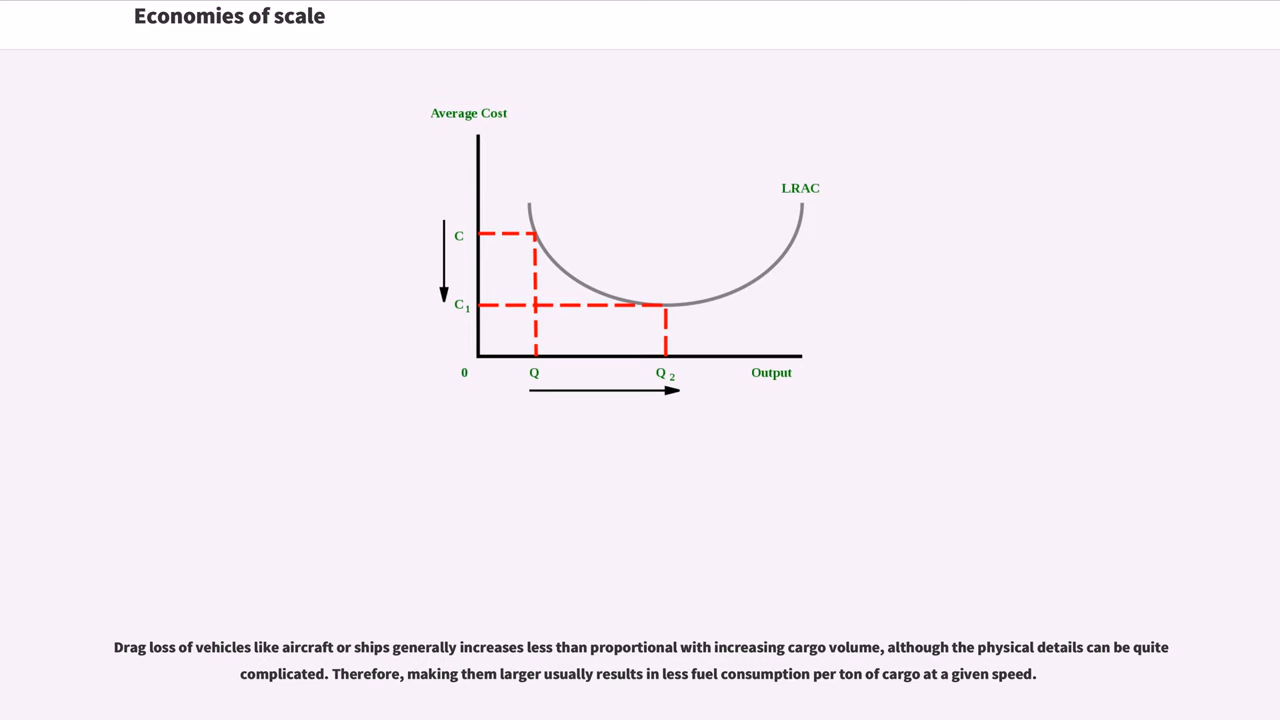 Economies of scale
Average Cost
LRAC
C
C1
0
Q
Q2
Output
Drag loss of vehicles like aircraft or ships generally increases less than proportional with increasing cargo volume, although the physical details can be quite
complicated. Therefore, making them larger usually results in less fuel consumption per ton of cargo at a given speed.